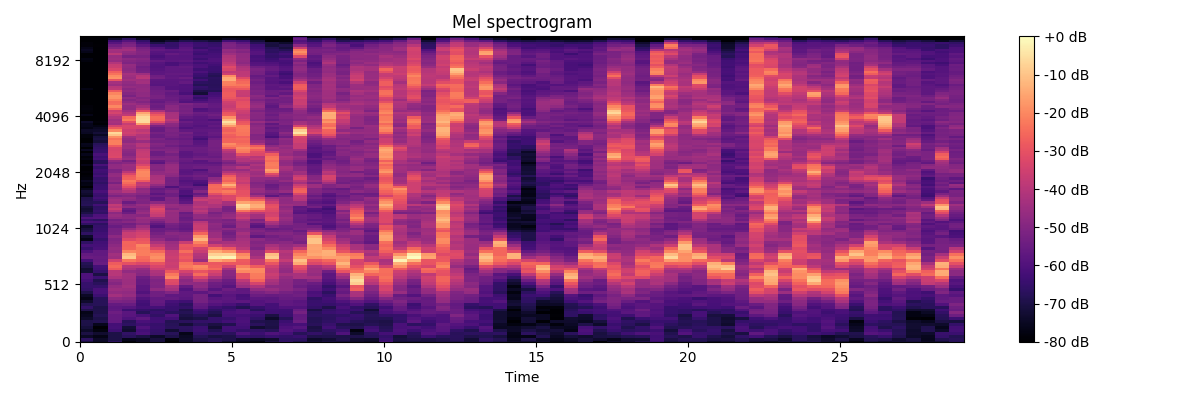 Mel spectrogram
Hz
8192
4096
2048
1024
512
0
0 5 10 15 20 25
Time
+0 dB
-10 dB
-20 dB
-30 dB
-40 dB
-50 dB
-60 dB
-70 dB
-80 dB